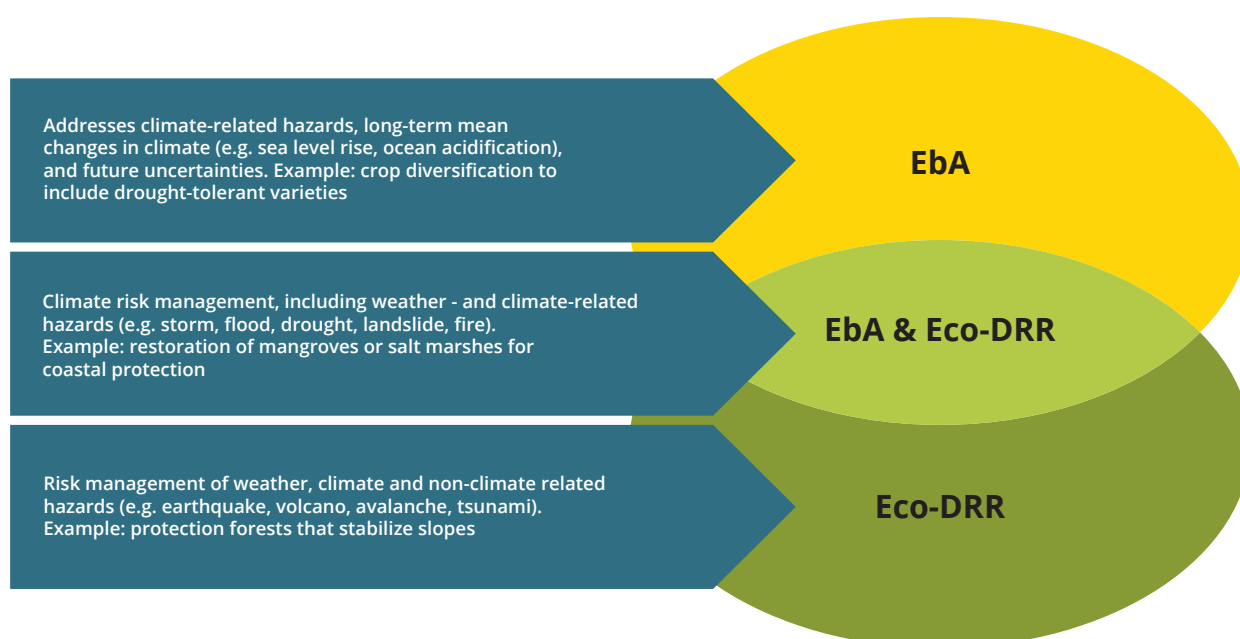 Addresses climate-related hazards, long-term mean
changes in climate (e.g. sea level rise, ocean acidification),
and future uncertainties. Example: crop diversification to
include drought-tolerant varieties
EbA
Climate risk management, including weather - and climate-related
hazards (e.g. storm, flood, drought, landslide, fire).
Example: restoration of mangroves or salt marshes for
coastal protection
EbA & Eco-DRR
Risk management of weather, climate and non-climate related
hazards (e.g. earthquake, volcano, avalanche, tsunami).
Example: protection forests that stabilize slopes
Eco-DRR